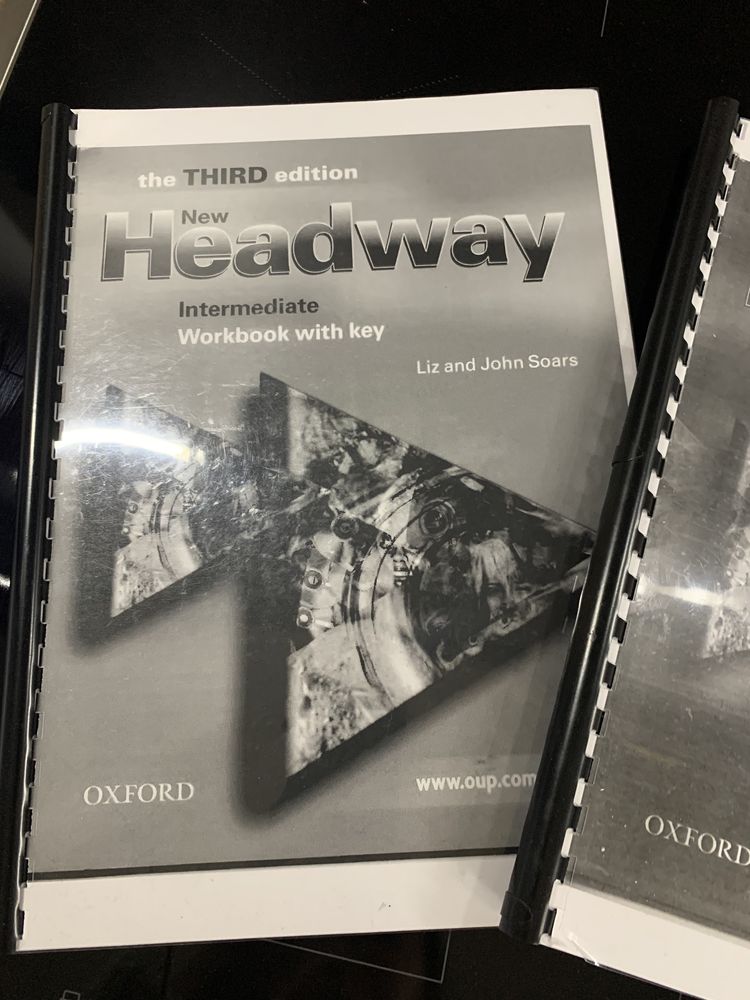 the THIRD edition
New
Headway
Intermediate
Workbook with key
Liz and John Soars
OXFORD
www.oup.com
OXFORD